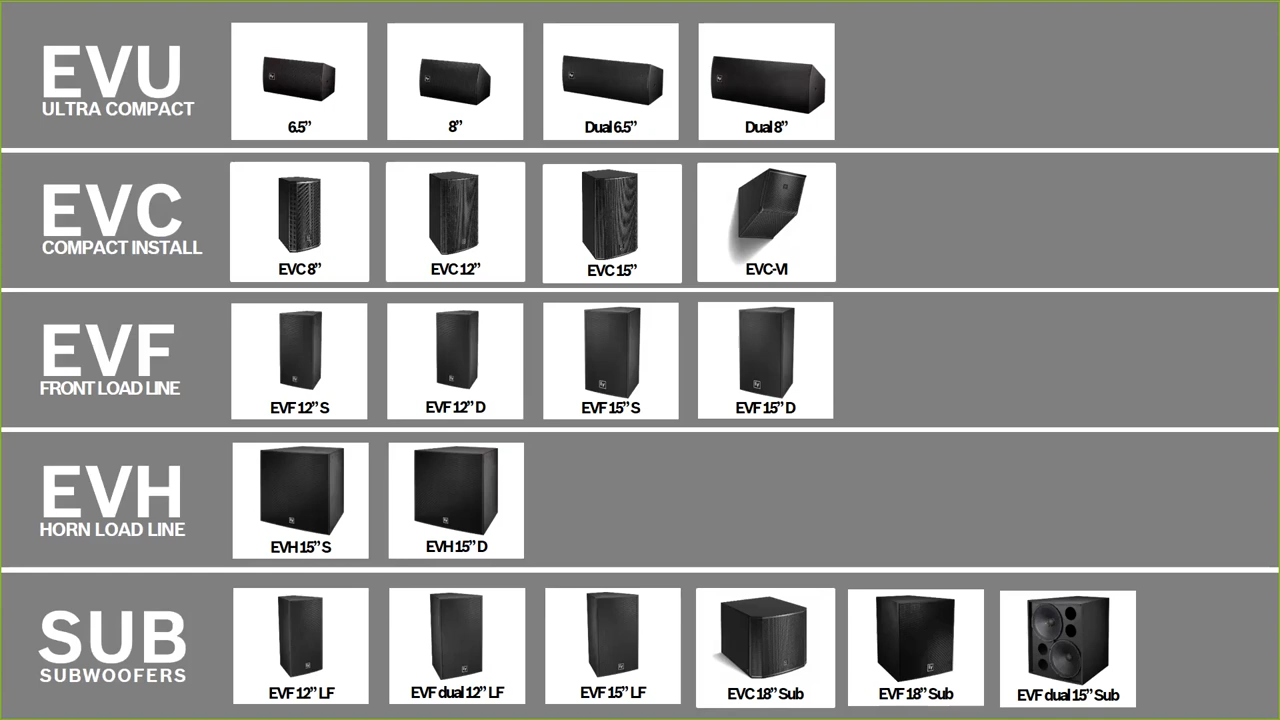 EVU
ULTRA COMPACT
6.5”
8”
Dual 6.5”
Dual 8”
EVC
COMPACT INSTALL
EVC 8”
EVC 12”
EVC 15”
EVC-VI
EVF
FRONT LOAD LINE
EVF 12” S
EVF 12” D
EVF 15” S
EVF 15” D
EVH
HORN LOAD LINE
EVH 15” S
EVH 15” D
SUB
SUBWOOFERS
EVF 12” LF
EVF dual 12” LF
EVF 15” LF
EVC 18” Sub
EVF 18” Sub
EVF dual 15” Sub